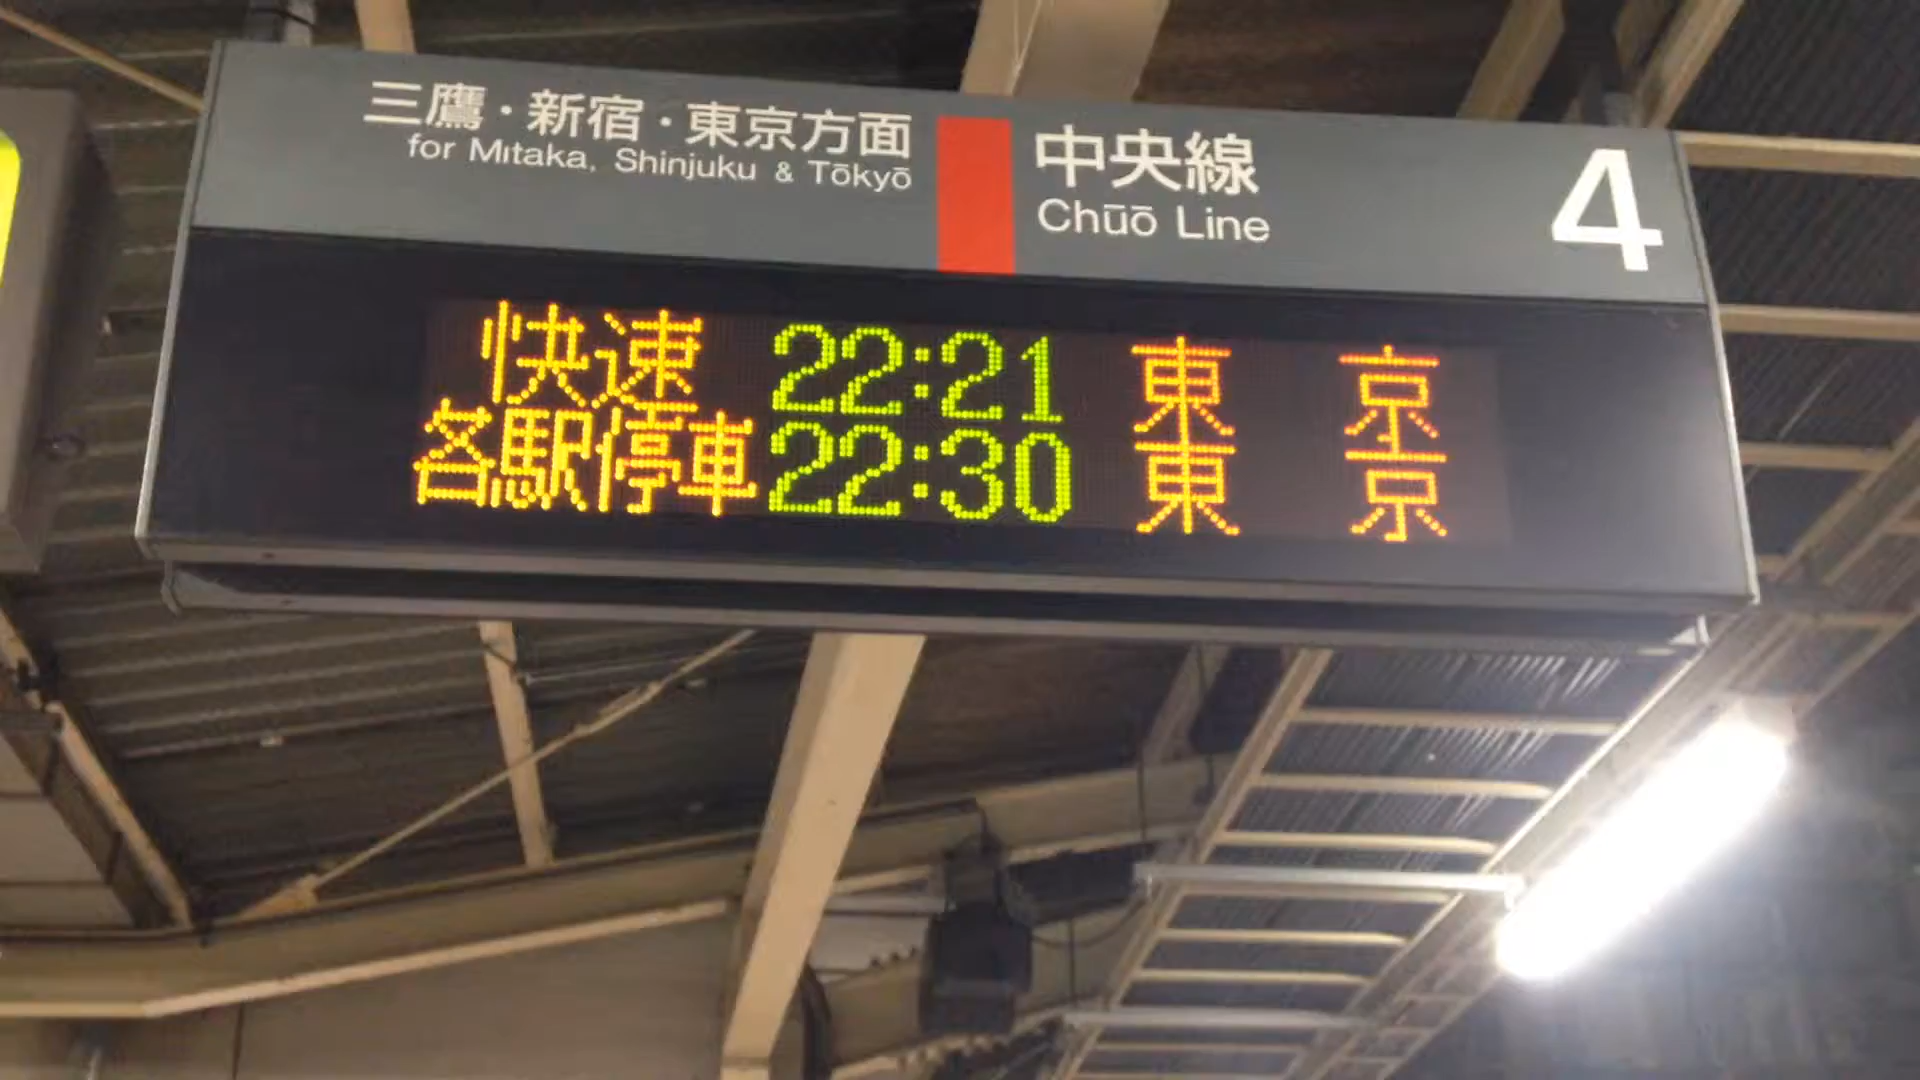 三鷹・新宿・東京方面
for Mitaka, Shinjuku & Tōkyō
中央線
Chūō Line
4
快速 22:21 東京
各駅停車 22:30 東京